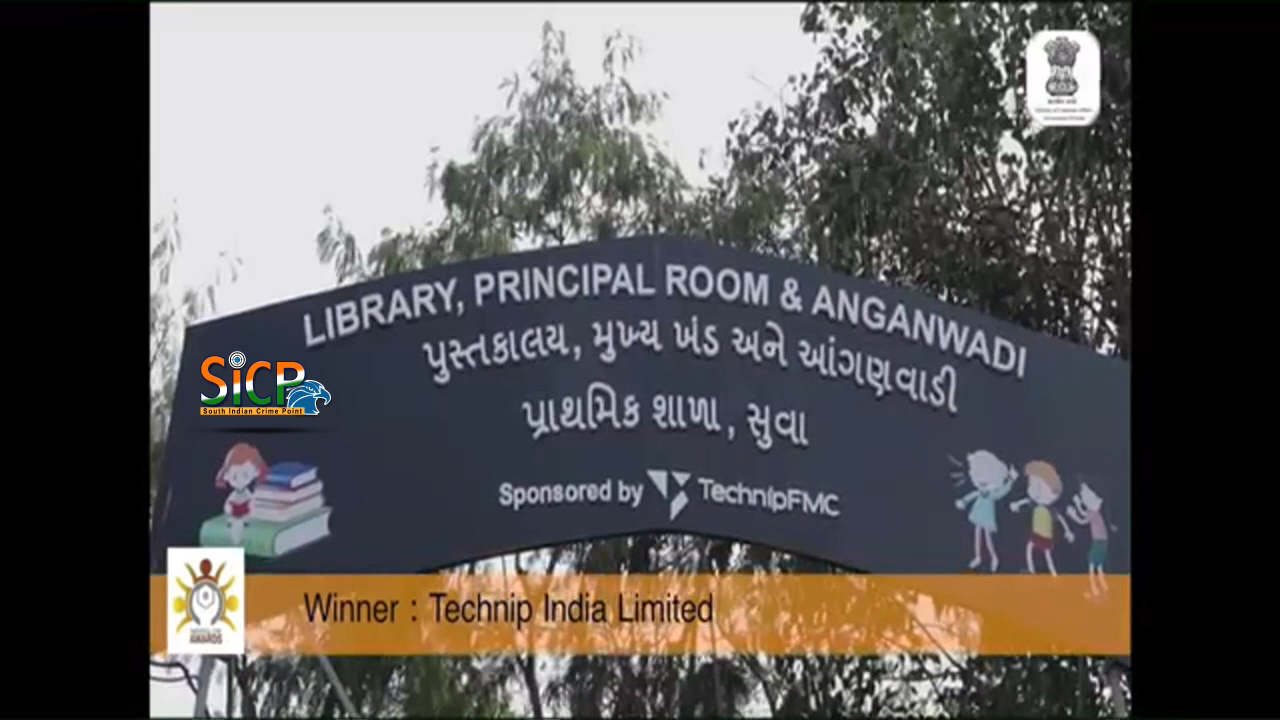 LIBRARY, PRINCIPAL ROOM & ANGANWADI
પુસ્તકાલય, મુખ્ય ખંડ અને આંગણવાડી
પ્રાથમિક શાળા, સુવા
SiCP
South Indian Crime Point
Sponsored by TechnipFMC
Winner : Technip India Limited
AWARDS